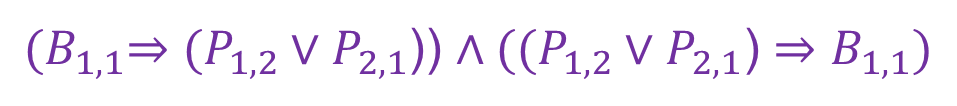 (B₁,₁⇒ (P₁,₂ ∨ P₂,₁)) ∧ ((P₁,₂ ∨ P₂,₁) ⇒ B₁,₁)